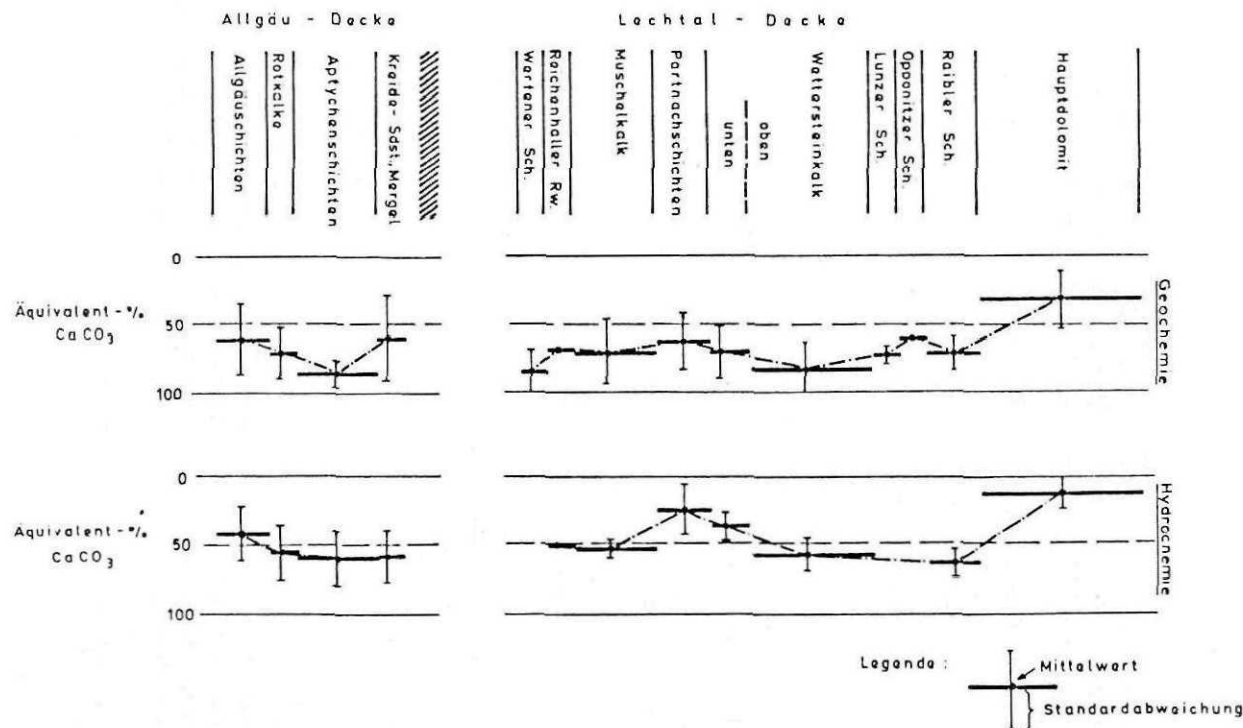 Allgäu - Decke
Lechtal - Decke
Allgäuschichten
Rotkalke
Aptychenschichten
Kreide- Sdst., Mergel
Werfener Sch.
Reichenhaller Rw.
Muschelkalk
Partnachschichten
unten
oben
Wettersteinkalk
Lunzer Sch.
Opponitzer Sch.
Raibler Sch.
Hauptdolomit
Äquivalent - %
CaCO3
0
50
100
Geochemie
Äquivalent - %
CaCO3
0
50
100
Hydrochemie
Legende :
Mittelwert
Standardabweichung